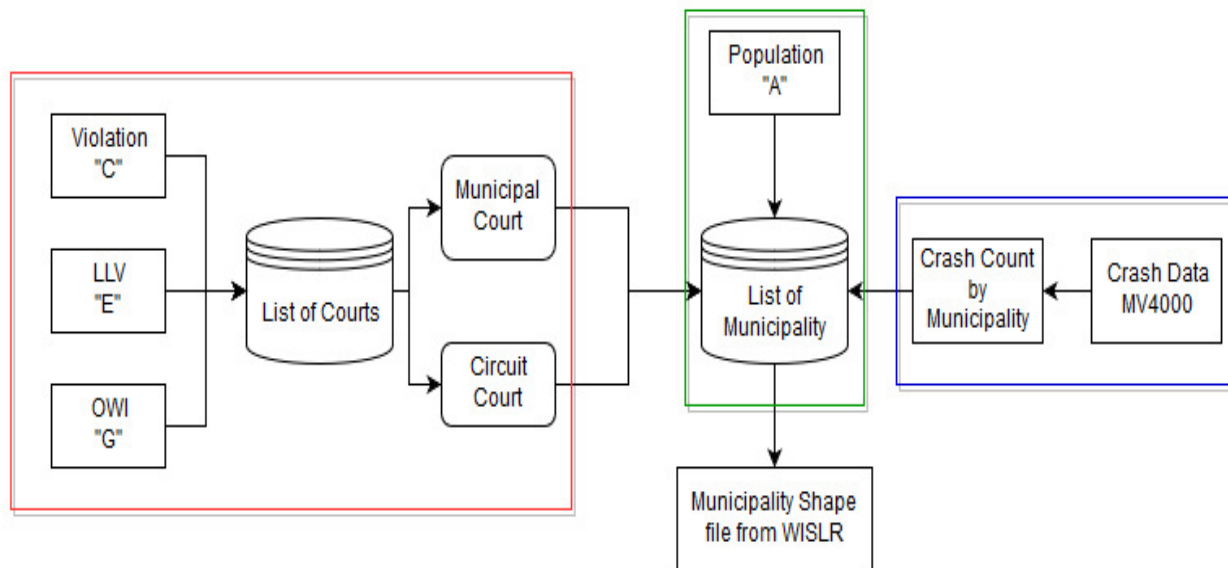 Violation
"C"
LLV
"E"
OWI
"G"
List of Courts
Municipal
Court
Circuit
Court
Population
"A"
List of
Municipality
Municipality Shape
file from WISLR
Crash Count
by
Municipality
Crash Data
MV4000